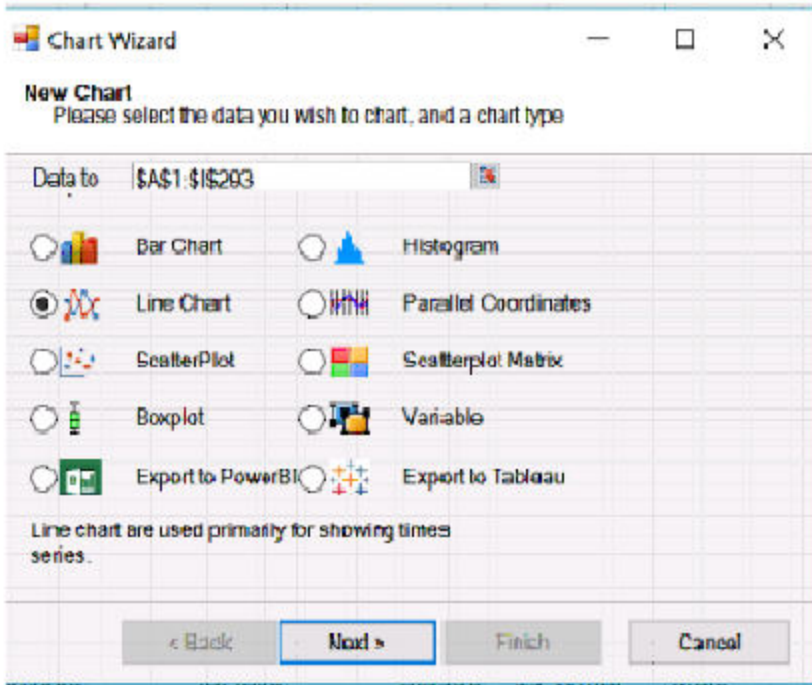 Chart Wizard
New Chart
Please select the data you wish to chart, and a chart type
Data to $A$1:$I$293
Bar Chart Histogram
Line Chart Parallel Coordinates
ScatterPlot Scatterplot Matrix
Boxplot Variable
Export to PowerBI Export to Tableau
Line chart are used primarily for showing times
series.
< Back Next > Finish Cancel